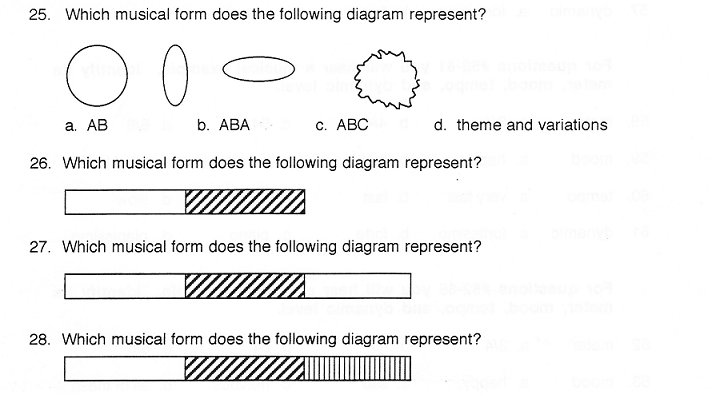 25. Which musical form does the following diagram represent?
a. AB b. ABA c. ABC d. theme and variations
26. Which musical form does the following diagram represent?
27. Which musical form does the following diagram represent?
28. Which musical form does the following diagram represent?